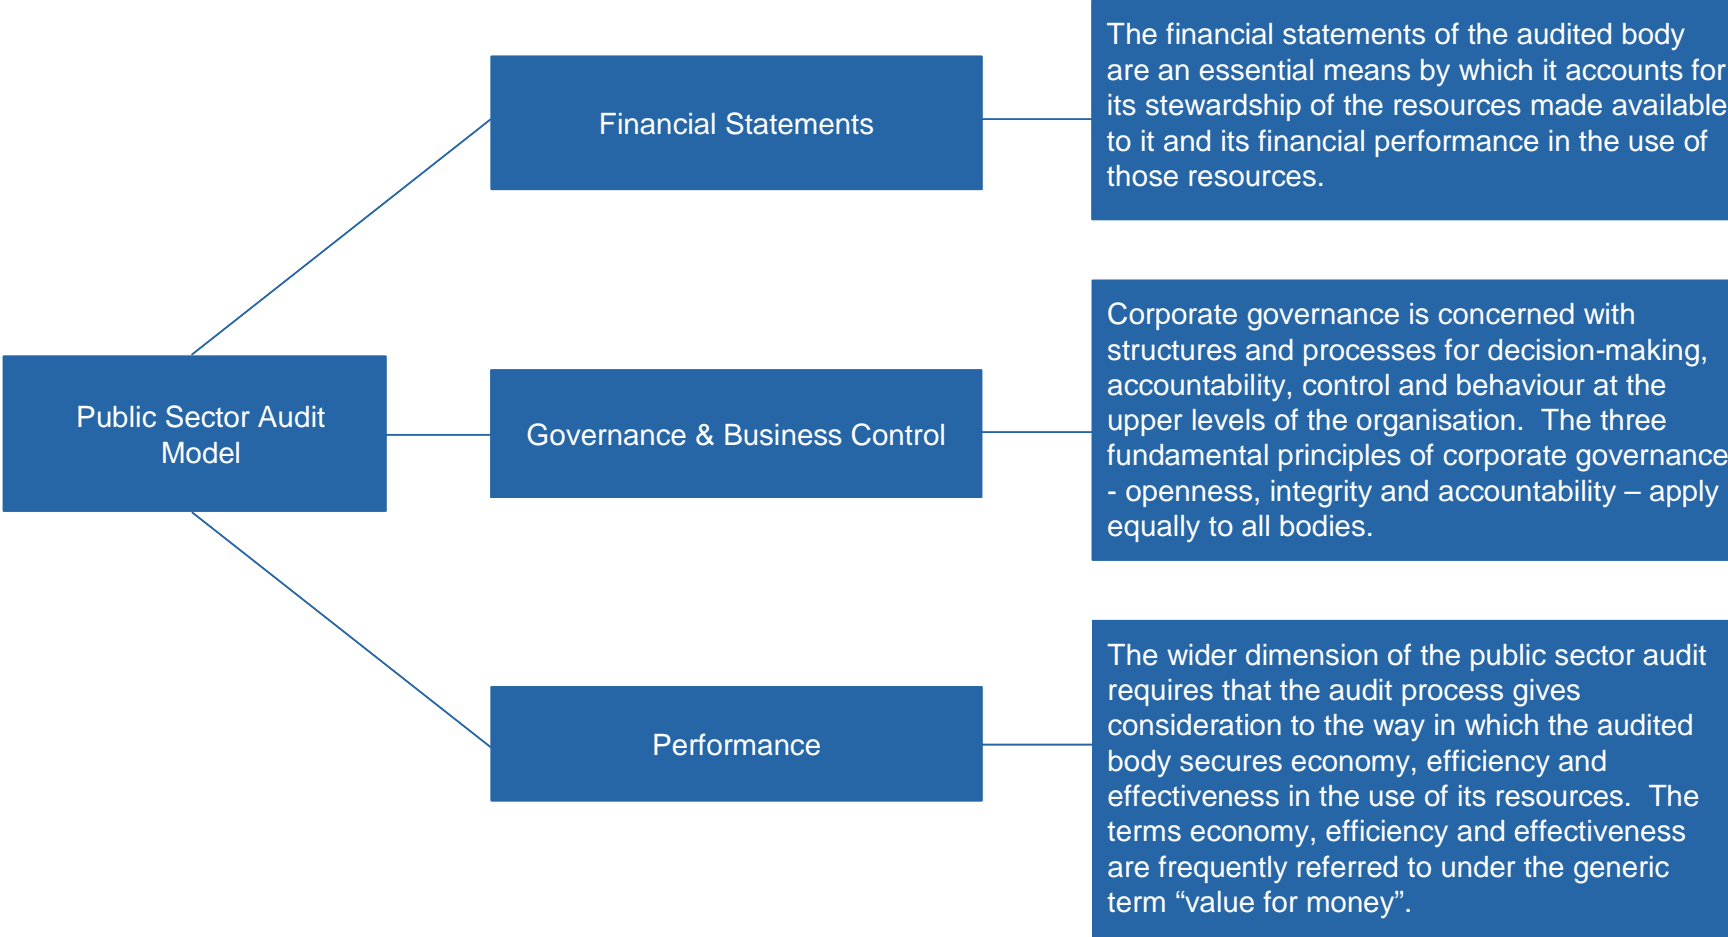 Public Sector Audit
Model
Financial Statements
The financial statements of the audited body
are an essential means by which it accounts for
its stewardship of the resources made available
to it and its financial performance in the use of
those resources.
Governance & Business Control
Corporate governance is concerned with
structures and processes for decision-making,
accountability, control and behaviour at the
upper levels of the organisation.  The three
fundamental principles of corporate governance
- openness, integrity and accountability – apply
equally to all bodies.
Performance
The wider dimension of the public sector audit
requires that the audit process gives
consideration to the way in which the audited
body secures economy, efficiency and
effectiveness in the use of its resources.  The
terms economy, efficiency and effectiveness
are frequently referred to under the generic
term “value for money”.